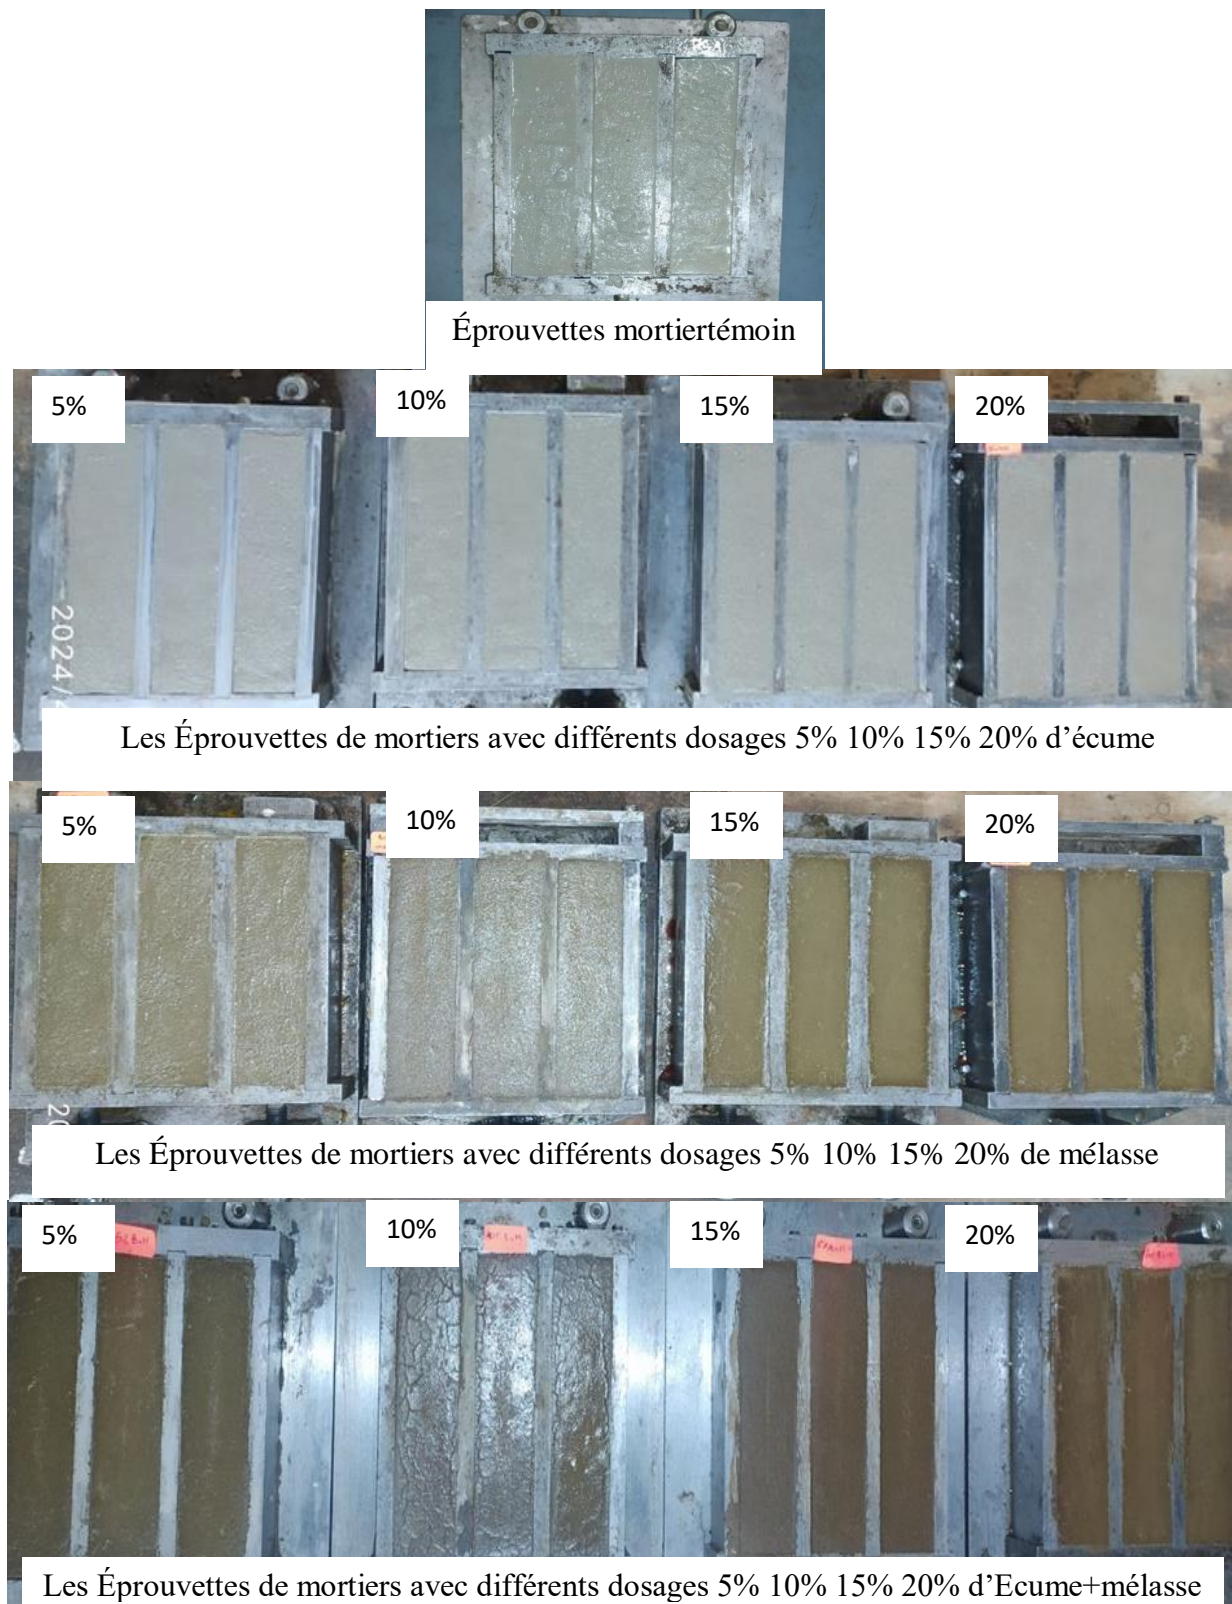 Éprouvettes mortiertémoin
5% 10% 15% 20%
2024/
Les Éprouvettes de mortiers avec différents dosages 5% 10% 15% 20% d’écume
5% 10% 15% 20%
20
Les Éprouvettes de mortiers avec différents dosages 5% 10% 15% 20% de mélasse
5% 10% 15% 20%
Les Éprouvettes de mortiers avec différents dosages 5% 10% 15% 20% d’Ecume+mélasse